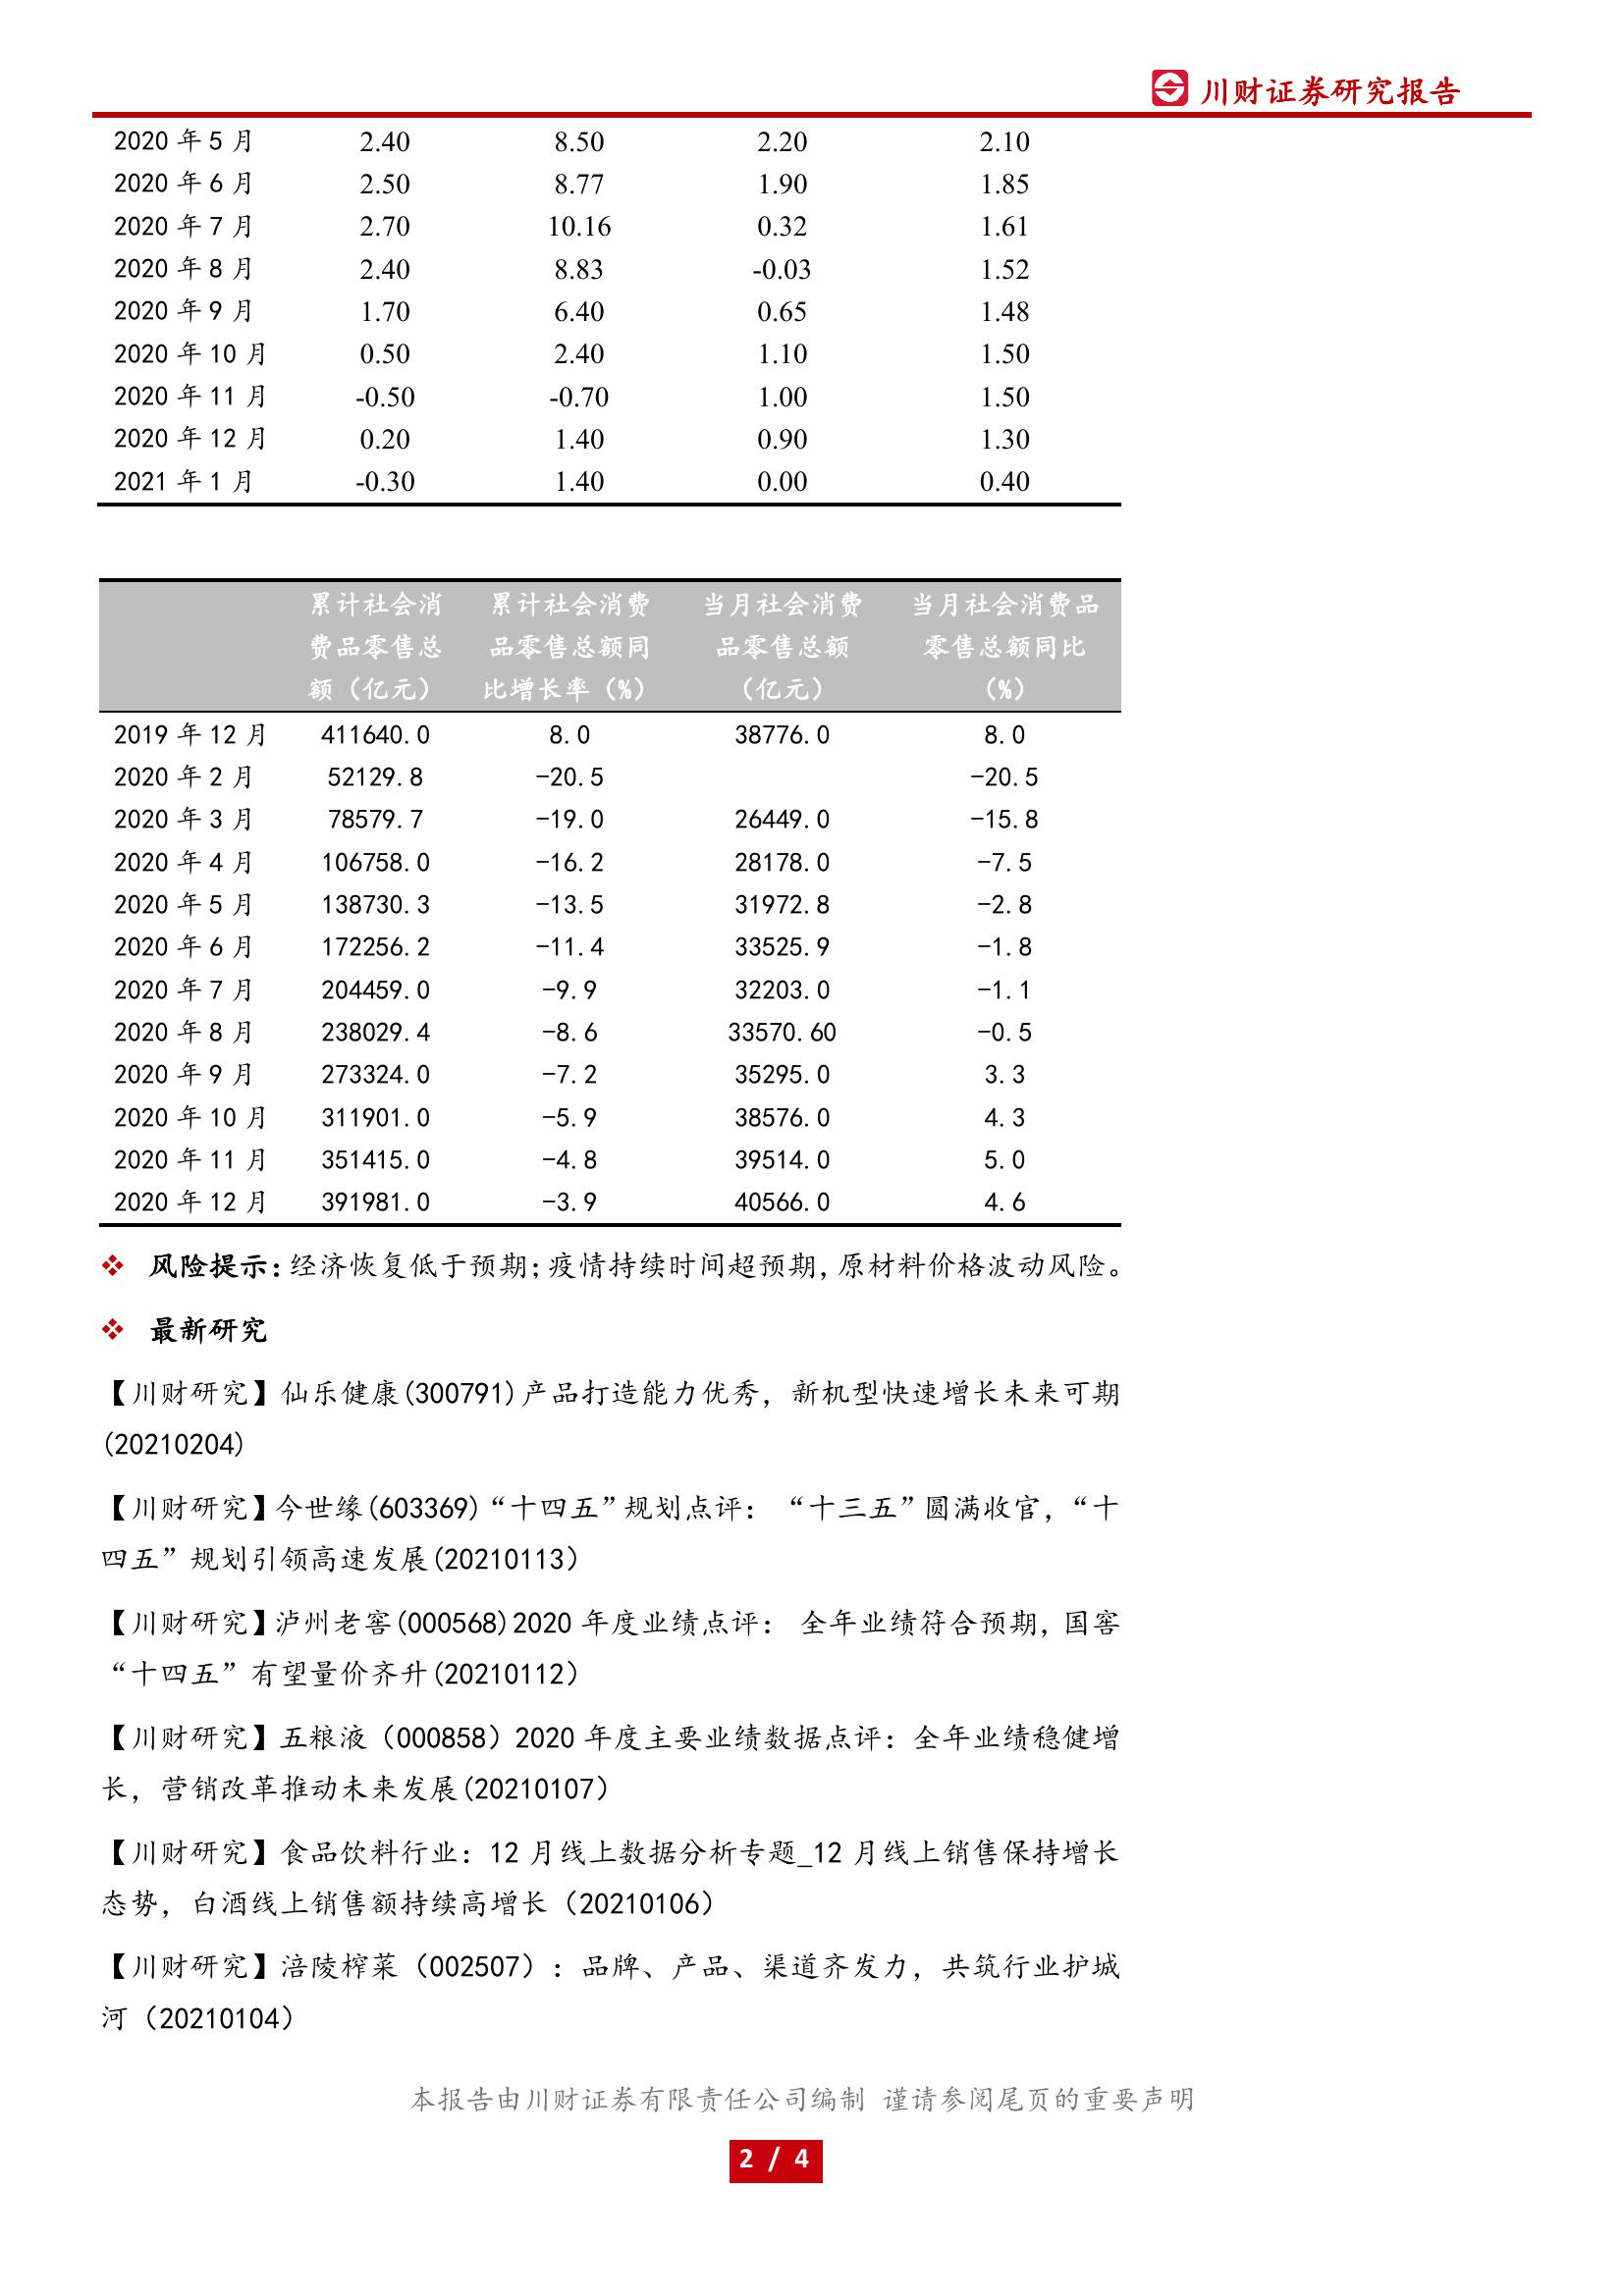 川财证券研究报告
2020 年 5 月 2.40 8.50 2.20 2.10
2020 年 6 月 2.50 8.77 1.90 1.85
2020 年 7 月 2.70 10.16 0.32 1.61
2020 年 8 月 2.40 8.83 -0.03 1.52
2020 年 9 月 1.70 6.40 0.65 1.48
2020 年 10 月 0.50 2.40 1.10 1.50
2020 年 11 月 -0.50 -0.70 1.00 1.50
2020 年 12 月 0.20 1.40 0.90 1.30
2021 年 1 月 -0.30 1.40 0.00 0.40
累计社会消 累计社会消费 当月社会消费 当月社会消费品
费品零售总 品零售总额同 品零售总额 零售总额同比
额（亿元） 比增长率（%） （亿元） （%）
2019 年 12 月 411640.0 8.0 38776.0 8.0
2020 年 2 月 52129.8 -20.5 -20.5
2020 年 3 月 78579.7 -19.0 26449.0 -15.8
2020 年 4 月 106758.0 -16.2 28178.0 -7.5
2020 年 5 月 138730.3 -13.5 31972.8 -2.8
2020 年 6 月 172256.2 -11.4 33525.9 -1.8
2020 年 7 月 204459.0 -9.9 32203.0 -1.1
2020 年 8 月 238029.4 -8.6 33570.60 -0.5
2020 年 9 月 273324.0 -7.2 35295.0 3.3
2020 年 10 月 311901.0 -5.9 38576.0 4.3
2020 年 11 月 351415.0 -4.8 39514.0 5.0
2020 年 12 月 391981.0 -3.9 40566.0 4.6
❖ 风险提示：经济恢复低于预期；疫情持续时间超预期，原材料价格波动风险。
❖ 最新研究
【川财研究】仙乐健康(300791)产品打造能力优秀，新机型快速增长未来可期
(20210204)
【川财研究】今世缘(603369)“十四五”规划点评： “十三五”圆满收官，“十
四五”规划引领高速发展(20210113）
【川财研究】泸州老窖(000568)2020 年度业绩点评： 全年业绩符合预期，国窖
“十四五”有望量价齐升(20210112）
【川财研究】五粮液（000858）2020 年度主要业绩数据点评：全年业绩稳健增
长，营销改革推动未来发展(20210107）
【川财研究】食品饮料行业：12 月线上数据分析专题_12 月线上销售保持增长
态势，白酒线上销售额持续高增长（20210106）
【川财研究】涪陵榨菜（002507）：品牌、产品、渠道齐发力，共筑行业护城
河（20210104）
本报告由川财证券有限责任公司编制 谨请参阅尾页的重要声明
2 / 4